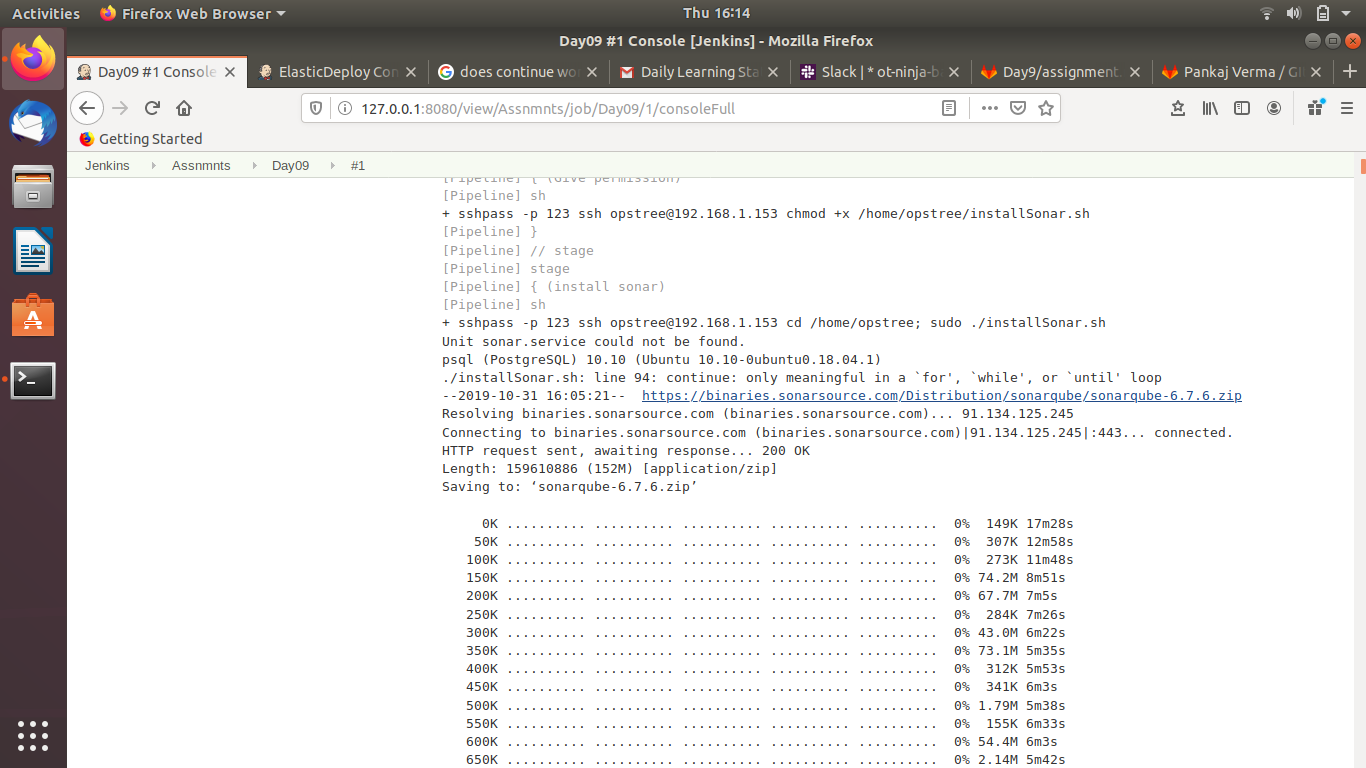 Activities
Firefox Web Browser
Thu 16:14
Day09 #1 Console [Jenkins] - Mozilla Firefox
Day09 #1 Console
ElasticDeploy Con
does continue wo
Daily Learning Sta
Slack | * ot-ninja-b
Day9/assignment.
Pankaj Verma / Gi
127.0.0.1:8080/view/Assnmnts/job/Day09/1/consoleFull
Getting Started
Jenkins
Assnmnts
Day09
#1
[Pipeline] { (Give permission)
[Pipeline] sh
+ sshpass -p 123 ssh opstree@192.168.1.153 chmod +x /home/opstree/installSonar.sh
[Pipeline] }
[Pipeline] // stage
[Pipeline] stage
[Pipeline] { (install sonar)
[Pipeline] sh
+ sshpass -p 123 ssh opstree@192.168.1.153 cd /home/opstree; sudo ./installSonar.sh
Unit sonar.service could not be found.
psql (PostgreSQL) 10.10 (Ubuntu 10.10-0ubuntu0.18.04.1)
./installSonar.sh: line 94: continue: only meaningful in a `for', `while', or `until' loop
--2019-10-31 16:05:21--  https://binaries.sonarsource.com/Distribution/sonarqube/sonarqube-6.7.6.zip
Resolving binaries.sonarsource.com (binaries.sonarsource.com)... 91.134.125.245
Connecting to binaries.sonarsource.com (binaries.sonarsource.com)|91.134.125.245|:443... connected.
HTTP request sent, awaiting response... 200 OK
Length: 159610886 (152M) [application/zip]
Saving to: ‘sonarqube-6.7.6.zip’
0K .......... .......... .......... .......... ..........  0%  149K 17m28s
50K .......... .......... .......... .......... ..........  0%  307K 12m58s
100K .......... .......... .......... .......... ..........  0%  273K 11m48s
150K .......... .......... .......... .......... ..........  0% 74.2M 8m51s
200K .......... .......... .......... .......... ..........  0% 67.7M 7m5s
250K .......... .......... .......... .......... ..........  0%  284K 7m26s
300K .......... .......... .......... .......... ..........  0% 43.0M 6m22s
350K .......... .......... .......... .......... ..........  0% 73.1M 5m35s
400K .......... .......... .......... .......... ..........  0%  312K 5m53s
450K .......... .......... .......... .......... ..........  0%  341K 6m3s
500K .......... .......... .......... .......... ..........  0% 1.79M 5m38s
550K .......... .......... .......... .......... ..........  0%  155K 6m33s
600K .......... .......... .......... .......... ..........  0% 54.4M 6m3s
650K .......... .......... .......... .......... ..........  0% 2.14M 5m42s